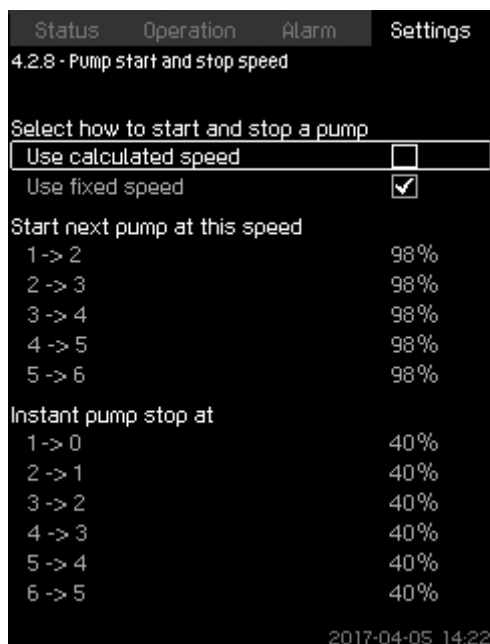 Status Operation Alarm Settings
4.2.8 - Pump start and stop speed
Select how to start and stop a pump
Use calculated speed
Use fixed speed
Start next pump at this speed
1 -> 2 98%
2 -> 3 98%
3 -> 4 98%
4 -> 5 98%
5 -> 6 98%
Instant pump stop at
1 -> 0 40%
2 -> 1 40%
3 -> 2 40%
4 -> 3 40%
5 -> 4 40%
6 -> 5 40%
2017-04-05 14:22